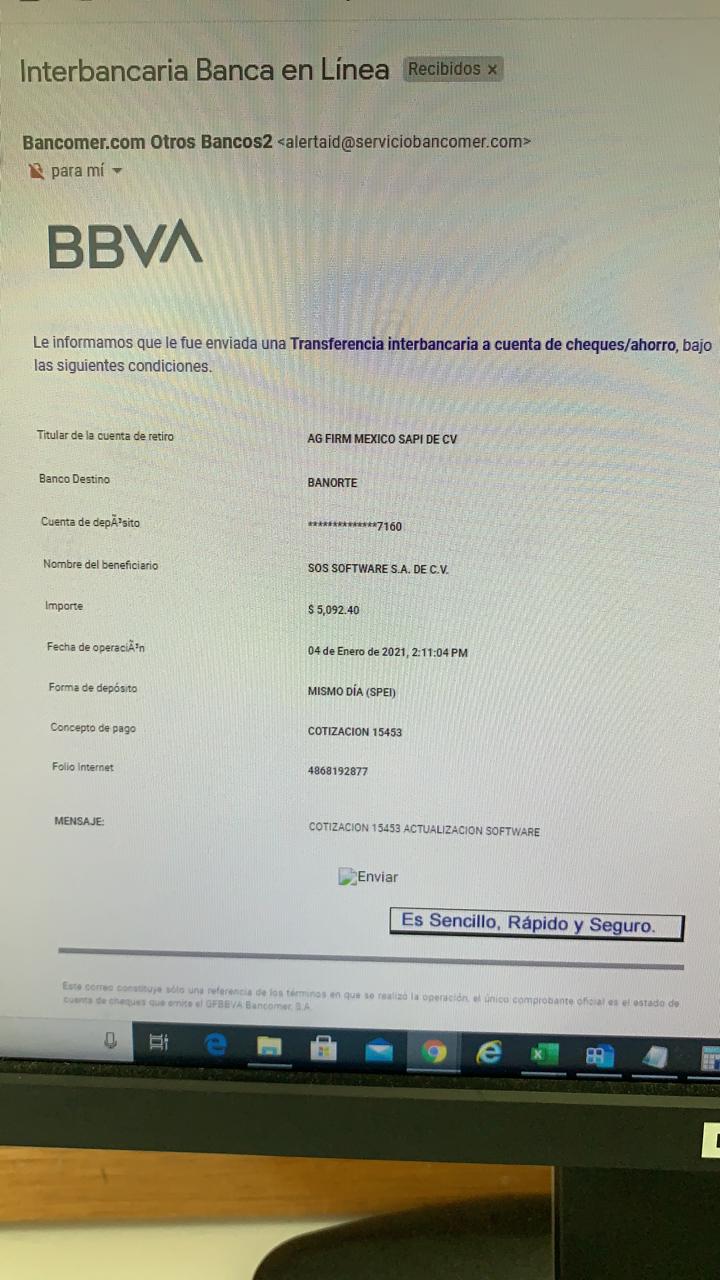 Interbancaria Banca en Línea Recibidos x
Bancomer.com Otros Bancos2 <alertaid@serviciobancomer.com>
para mí
BBVA
Le informamos que le fue enviada una Transferencia interbancaria a cuenta de cheques/ahorro, bajo
las siguientes condiciones.
Titular de la cuenta de retiro AG FIRM MEXICO SAPI DE CV
Banco Destino BANORTE
Cuenta de depÃ³sito **************7160
Nombre del beneficiario SOS SOFTWARE S.A. DE C.V.
Importe $ 5,092.40
Fecha de operaciÃ³n 04 de Enero de 2021, 2:11:04 PM
Forma de depósito MISMO DÍA (SPEI)
Concepto de pago COTIZACION 15453
Folio Internet 4868192877
MENSAJE: COTIZACION 15453 ACTUALIZACION SOFTWARE
Enviar
Es Sencillo, Rápido y Seguro.
Este correo constituye sólo una referencia de los términos en que se realizó la operación, el único comprobante oficial es el estado de
cuenta de cheques que emite el GFBBVA Bancomer, S.A.